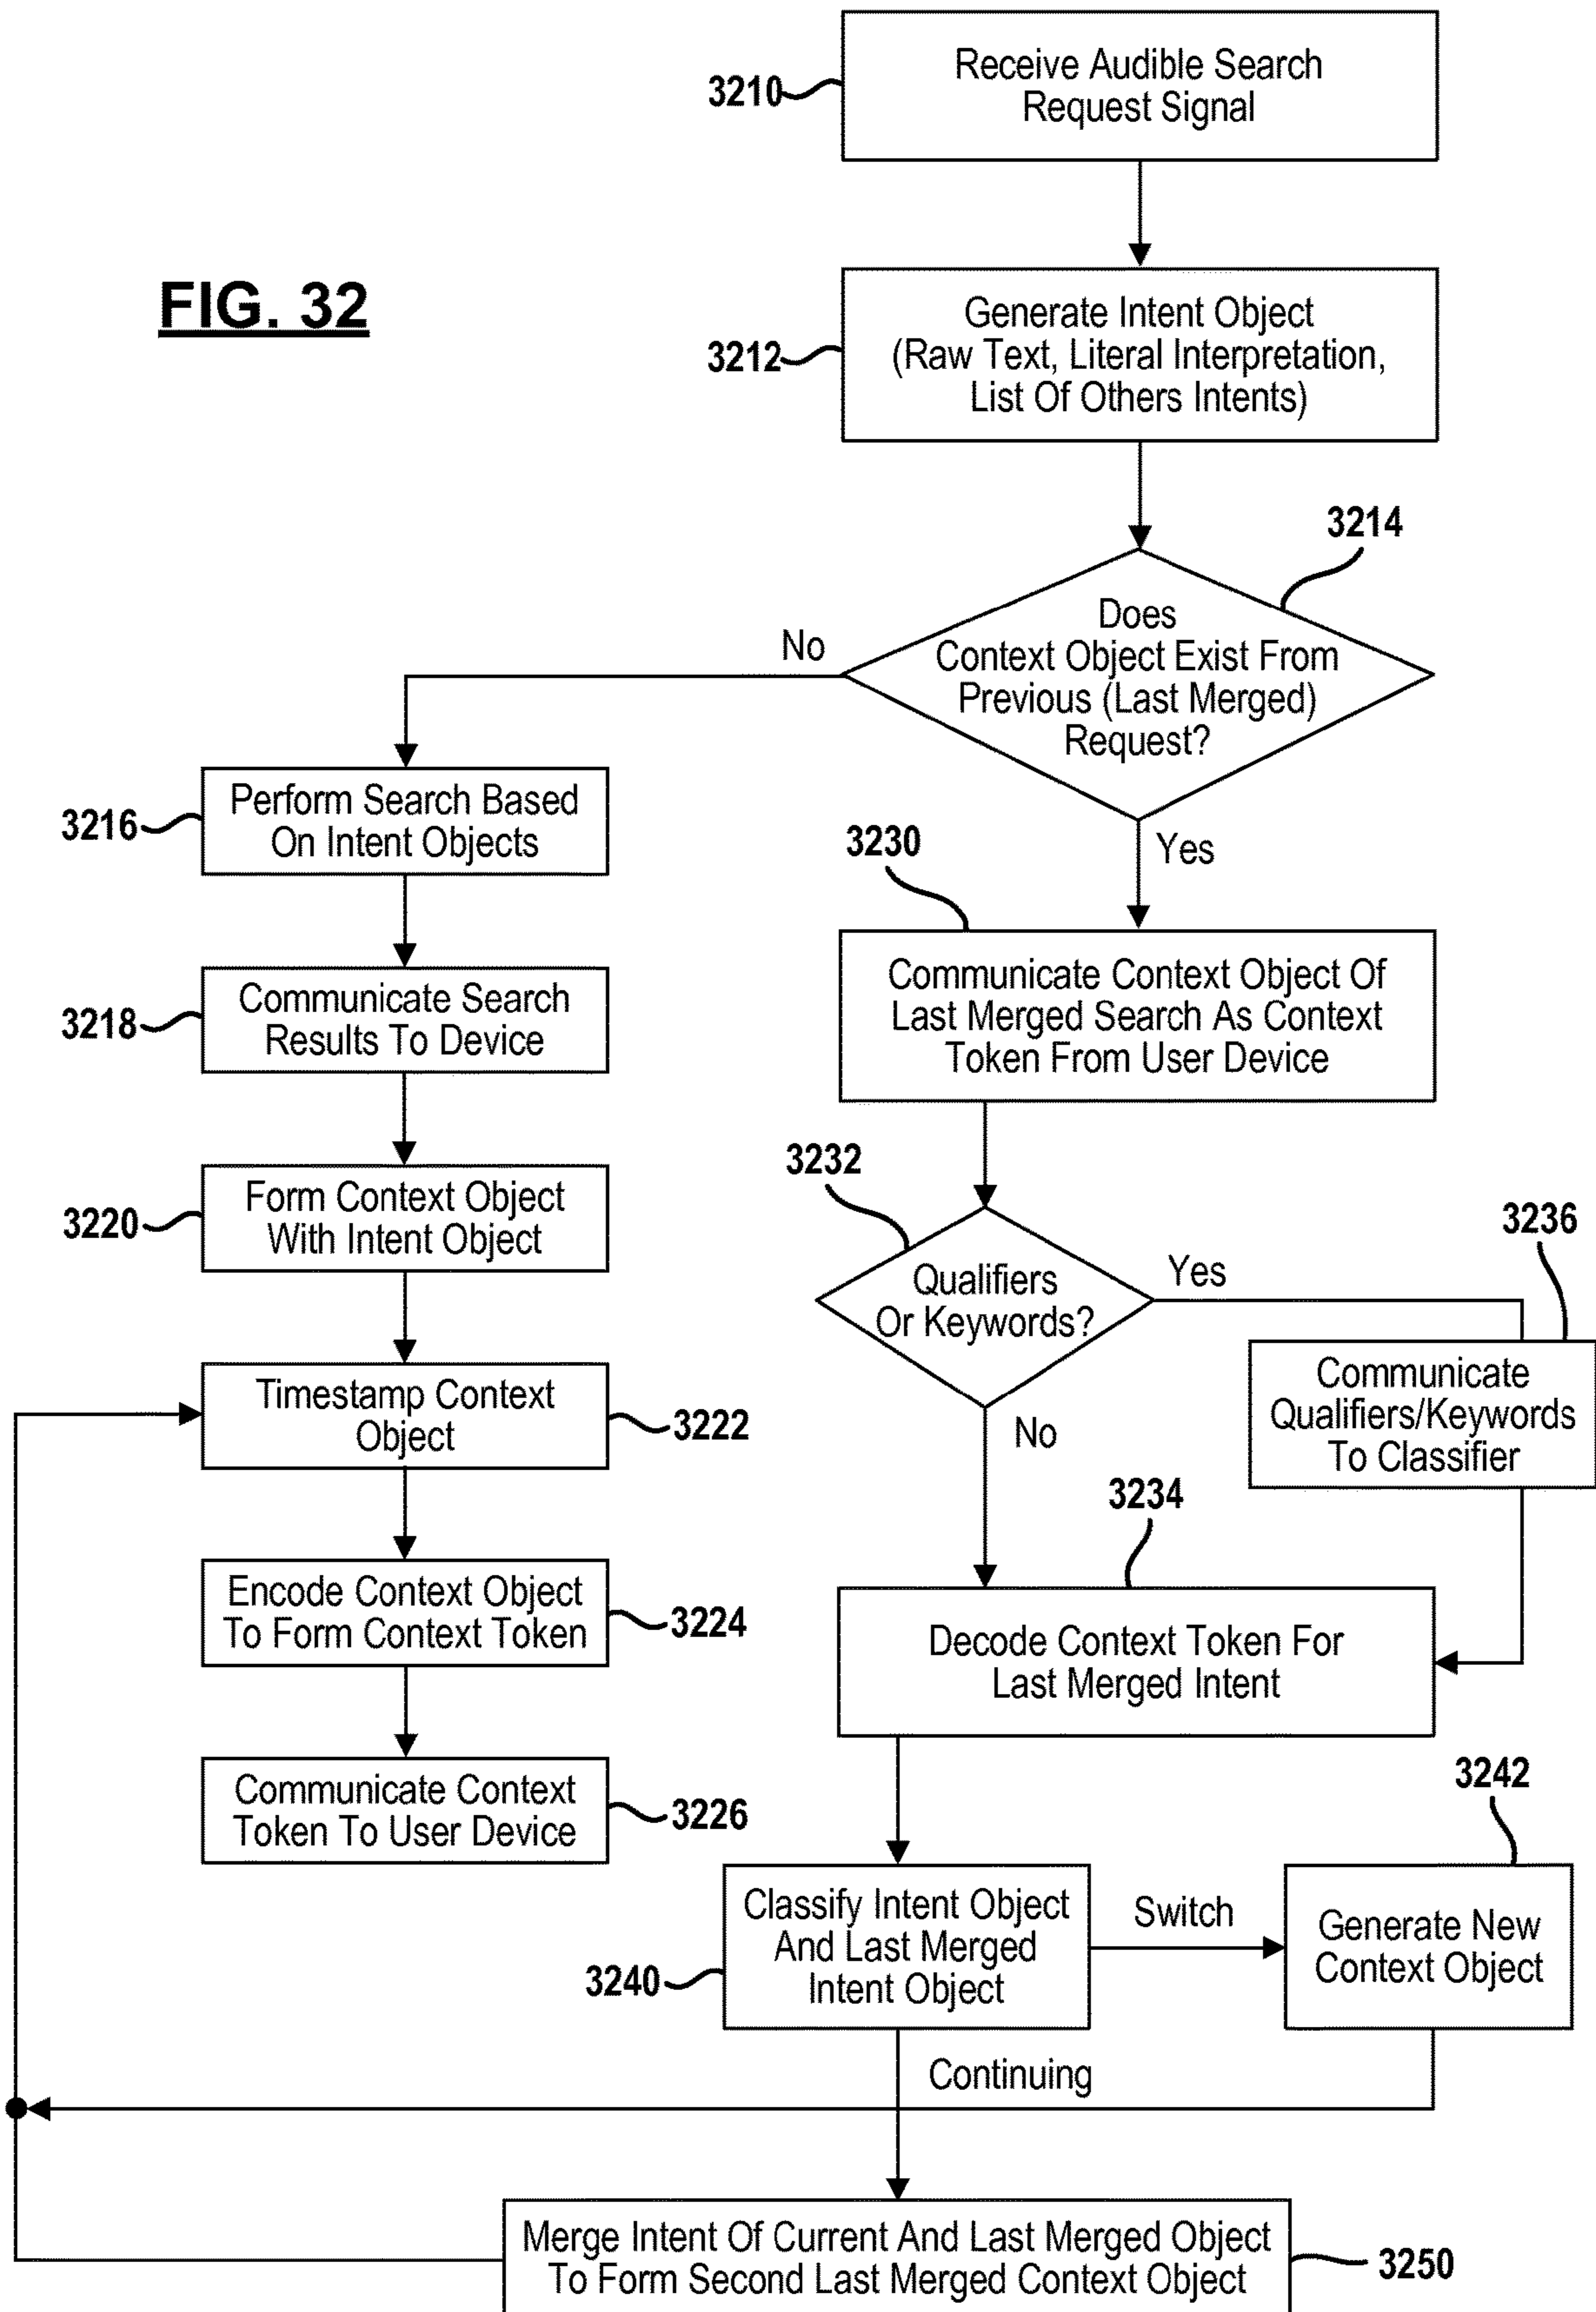 3210
Receive Audible Search
Request Signal
FIG. 32
3212
Generate Intent Object
(Raw Text, Literal Interpretation,
List Of Others Intents)
3214
Does
Context Object Exist From
Previous (Last Merged)
Request?
No
Yes
3216
Perform Search Based
On Intent Objects
3218
Communicate Search
Results To Device
3220
Form Context Object
With Intent Object
Timestamp Context
Object
3222
Encode Context Object
To Form Context Token
3224
Communicate Context
Token To User Device
3226
3230
Communicate Context Object Of
Last Merged Search As Context
Token From User Device
3232
Qualifiers
Or Keywords?
Yes
No
3236
Communicate
Qualifiers/Keywords
To Classifier
3234
Decode Context Token For
Last Merged Intent
3240
Classify Intent Object
And Last Merged
Intent Object
Switch
3242
Generate New
Context Object
Continuing
Merge Intent Of Current And Last Merged Object
To Form Second Last Merged Context Object
3250